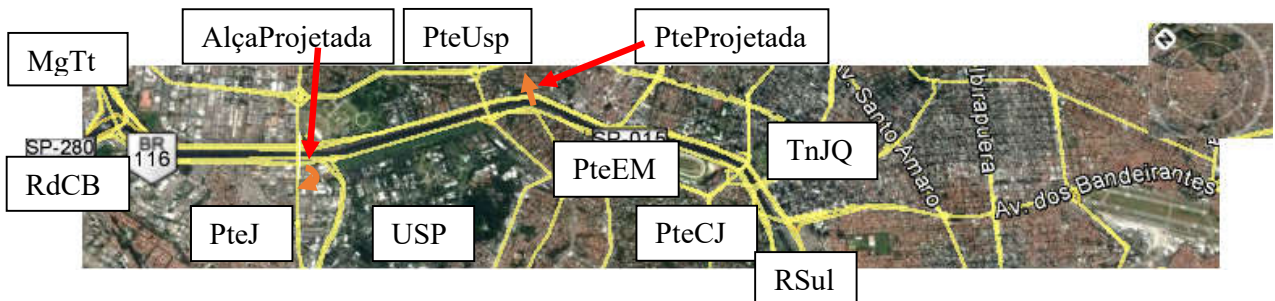 AlçaProjetada
PteUsp
PteProjetada
MgTt
N
SP-280
BR
116
SP-015
Av. Santo Amaro
Ibirapuera
TnJQ
RdCB
PteEM
Av. dos Bandeirantes
PteJ
USP
PteCJ
RSul